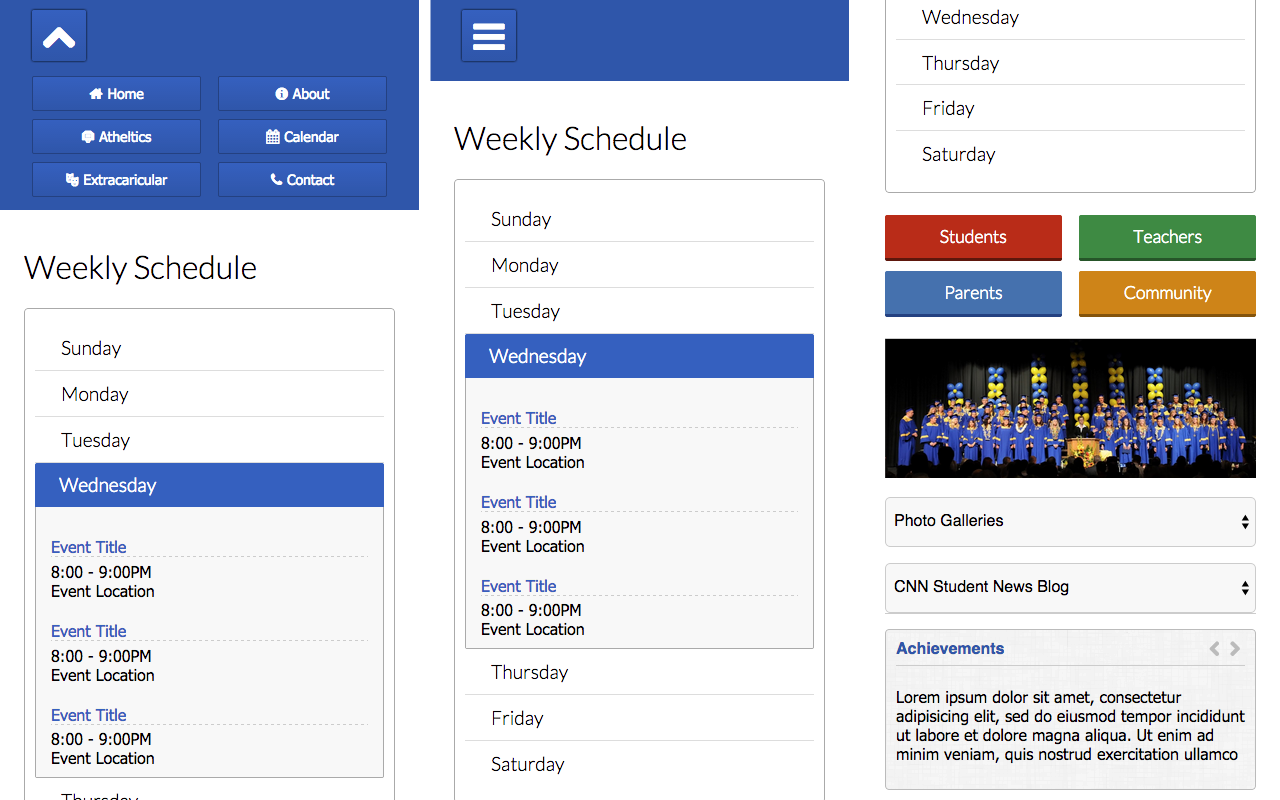 Home
About
Atheltics
Calendar
Extracaricular
Contact
Weekly Schedule
Sunday
Monday
Tuesday
Wednesday
Event Title
8:00 - 9:00PM
Event Location
Event Title
8:00 - 9:00PM
Event Location
Event Title
8:00 - 9:00PM
Event Location
Thursday
Weekly Schedule
Sunday
Monday
Tuesday
Wednesday
Event Title
8:00 - 9:00PM
Event Location
Event Title
8:00 - 9:00PM
Event Location
Event Title
8:00 - 9:00PM
Event Location
Thursday
Friday
Saturday
Wednesday
Thursday
Friday
Saturday
Students
Teachers
Parents
Community
Photo Galleries
CNN Student News Blog
Achievements
Lorem ipsum dolor sit amet, consectetur
adipisicing elit, sed do eiusmod tempor incididunt
ut labore et dolore magna aliqua. Ut enim ad
minim veniam, quis nostrud exercitation ullamco